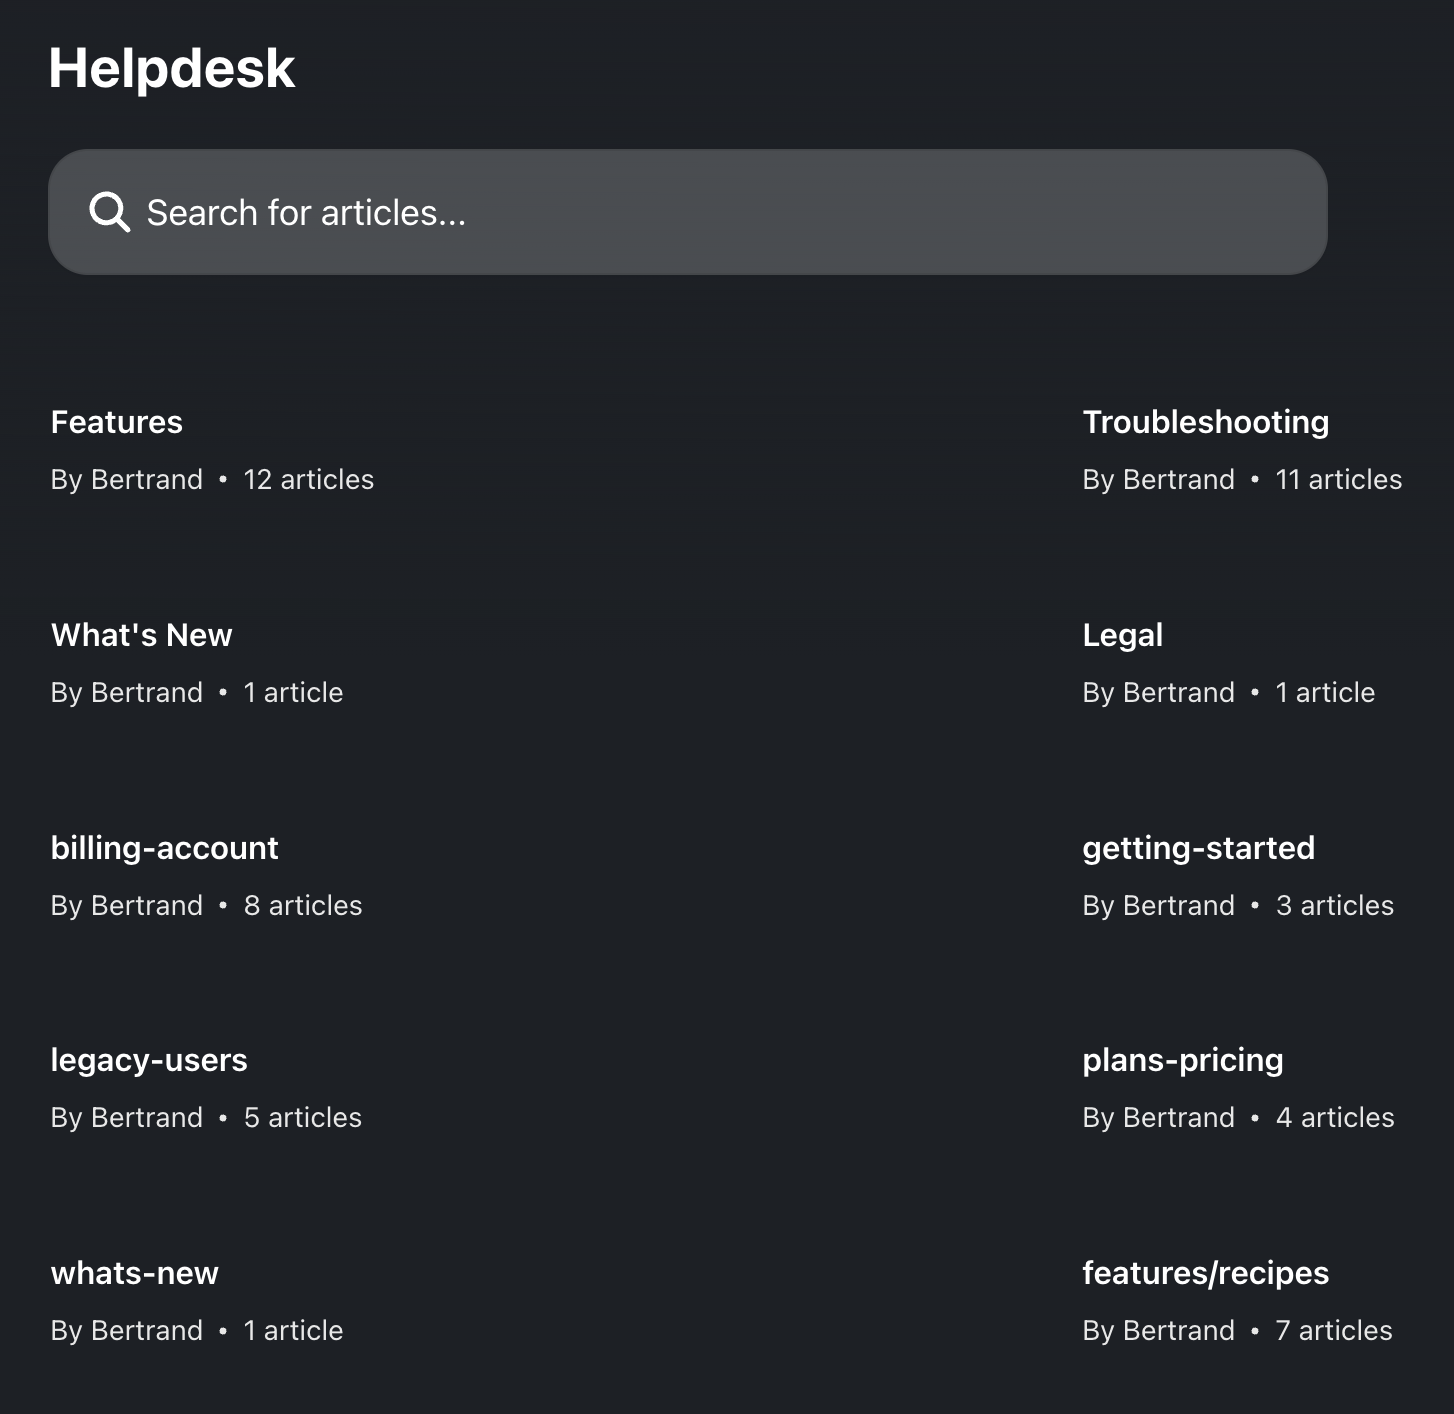 Helpdesk
Search for articles...
Features
By Bertrand • 12 articles
Troubleshooting
By Bertrand • 11 articles
What's New
By Bertrand • 1 article
Legal
By Bertrand • 1 article
billing-account
By Bertrand • 8 articles
getting-started
By Bertrand • 3 articles
legacy-users
By Bertrand • 5 articles
plans-pricing
By Bertrand • 4 articles
whats-new
By Bertrand • 1 article
features/recipes
By Bertrand • 7 articles